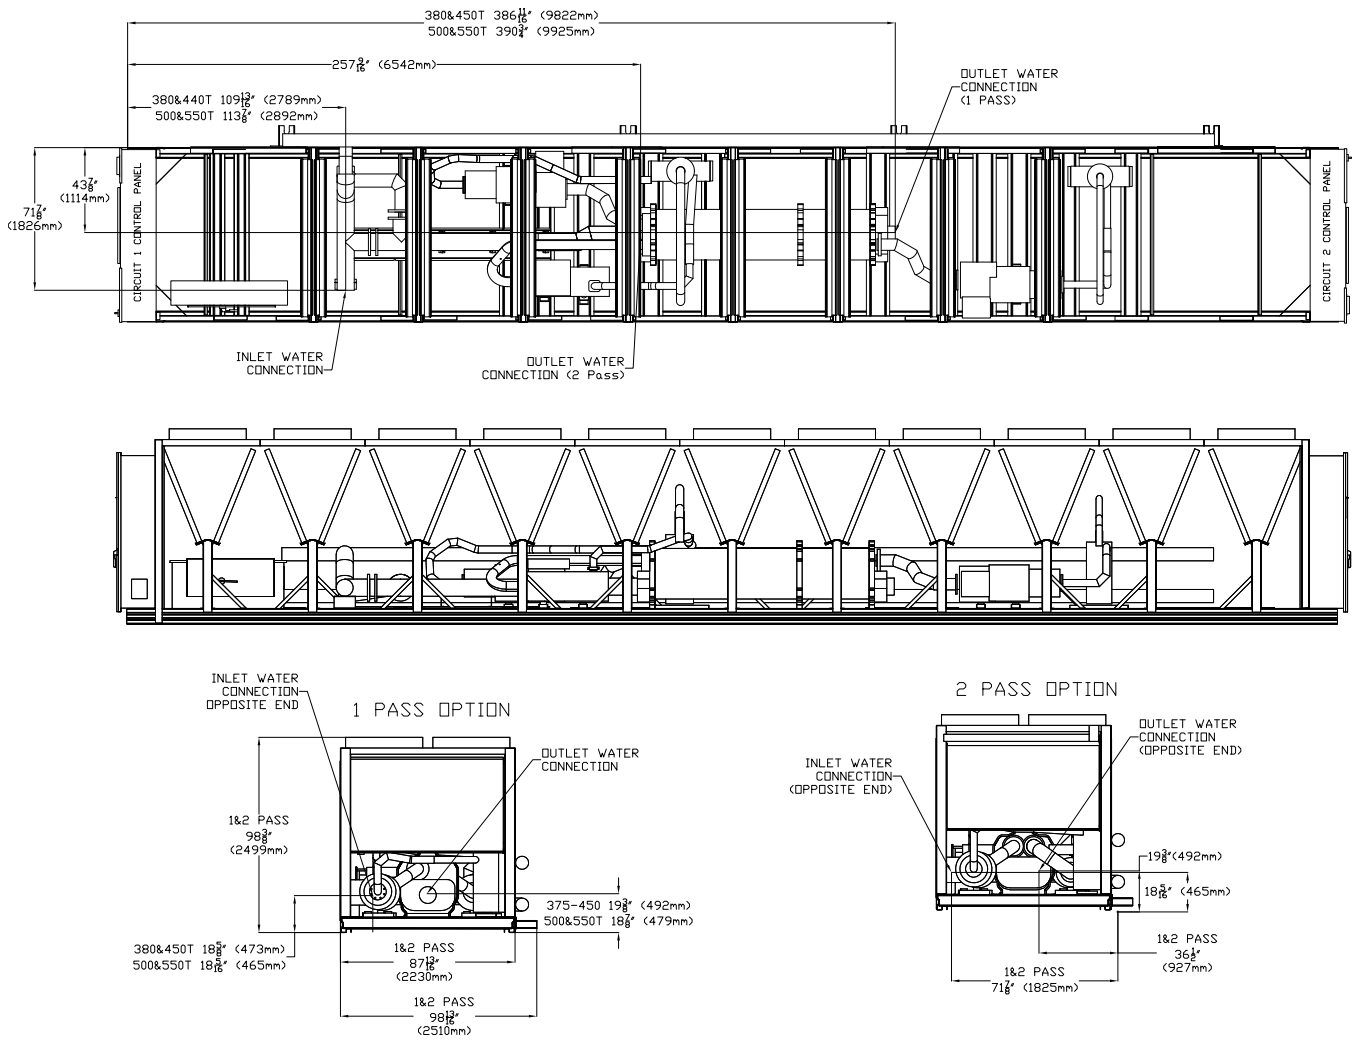 380&450T 386 11/16" (9822mm)
500&550T 390 3/4" (9925mm)
257 9/16" (6542mm)
OUTLET WATER
CONNECTION
(1 PASS)
380&440T 109 13/16" (2789mm)
500&550T 113 7/8" (2892mm)
43 7/8"
(1114mm)
71 7/8"
(1826mm)
CIRCUIT 1 CONTROL PANEL
CIRCUIT 2 CONTROL PANEL
INLET WATER
CONNECTION
OUTLET WATER
CONNECTION (2 Pass)
INLET WATER
CONNECTION
OPPOSITE END
1 PASS OPTION
OUTLET WATER
CONNECTION
1&2 PASS
98 3/8"
(2499mm)
375-450 19 3/8" (492mm)
500&550T 18 7/8" (479mm)
380&450T 18 5/8" (473mm)
500&550T 18 5/16" (465mm)
1&2 PASS
87 13/16"
(2230mm)
1&2 PASS
98 13/16"
(2510mm)
2 PASS OPTION
OUTLET WATER
CONNECTION
(OPPOSITE END)
INLET WATER
CONNECTION
(OPPOSITE END)
19 3/8" (492mm)
18 5/16" (465mm)
1&2 PASS
36 1/2"
(927mm)
1&2 PASS
71 7/8" (1825mm)